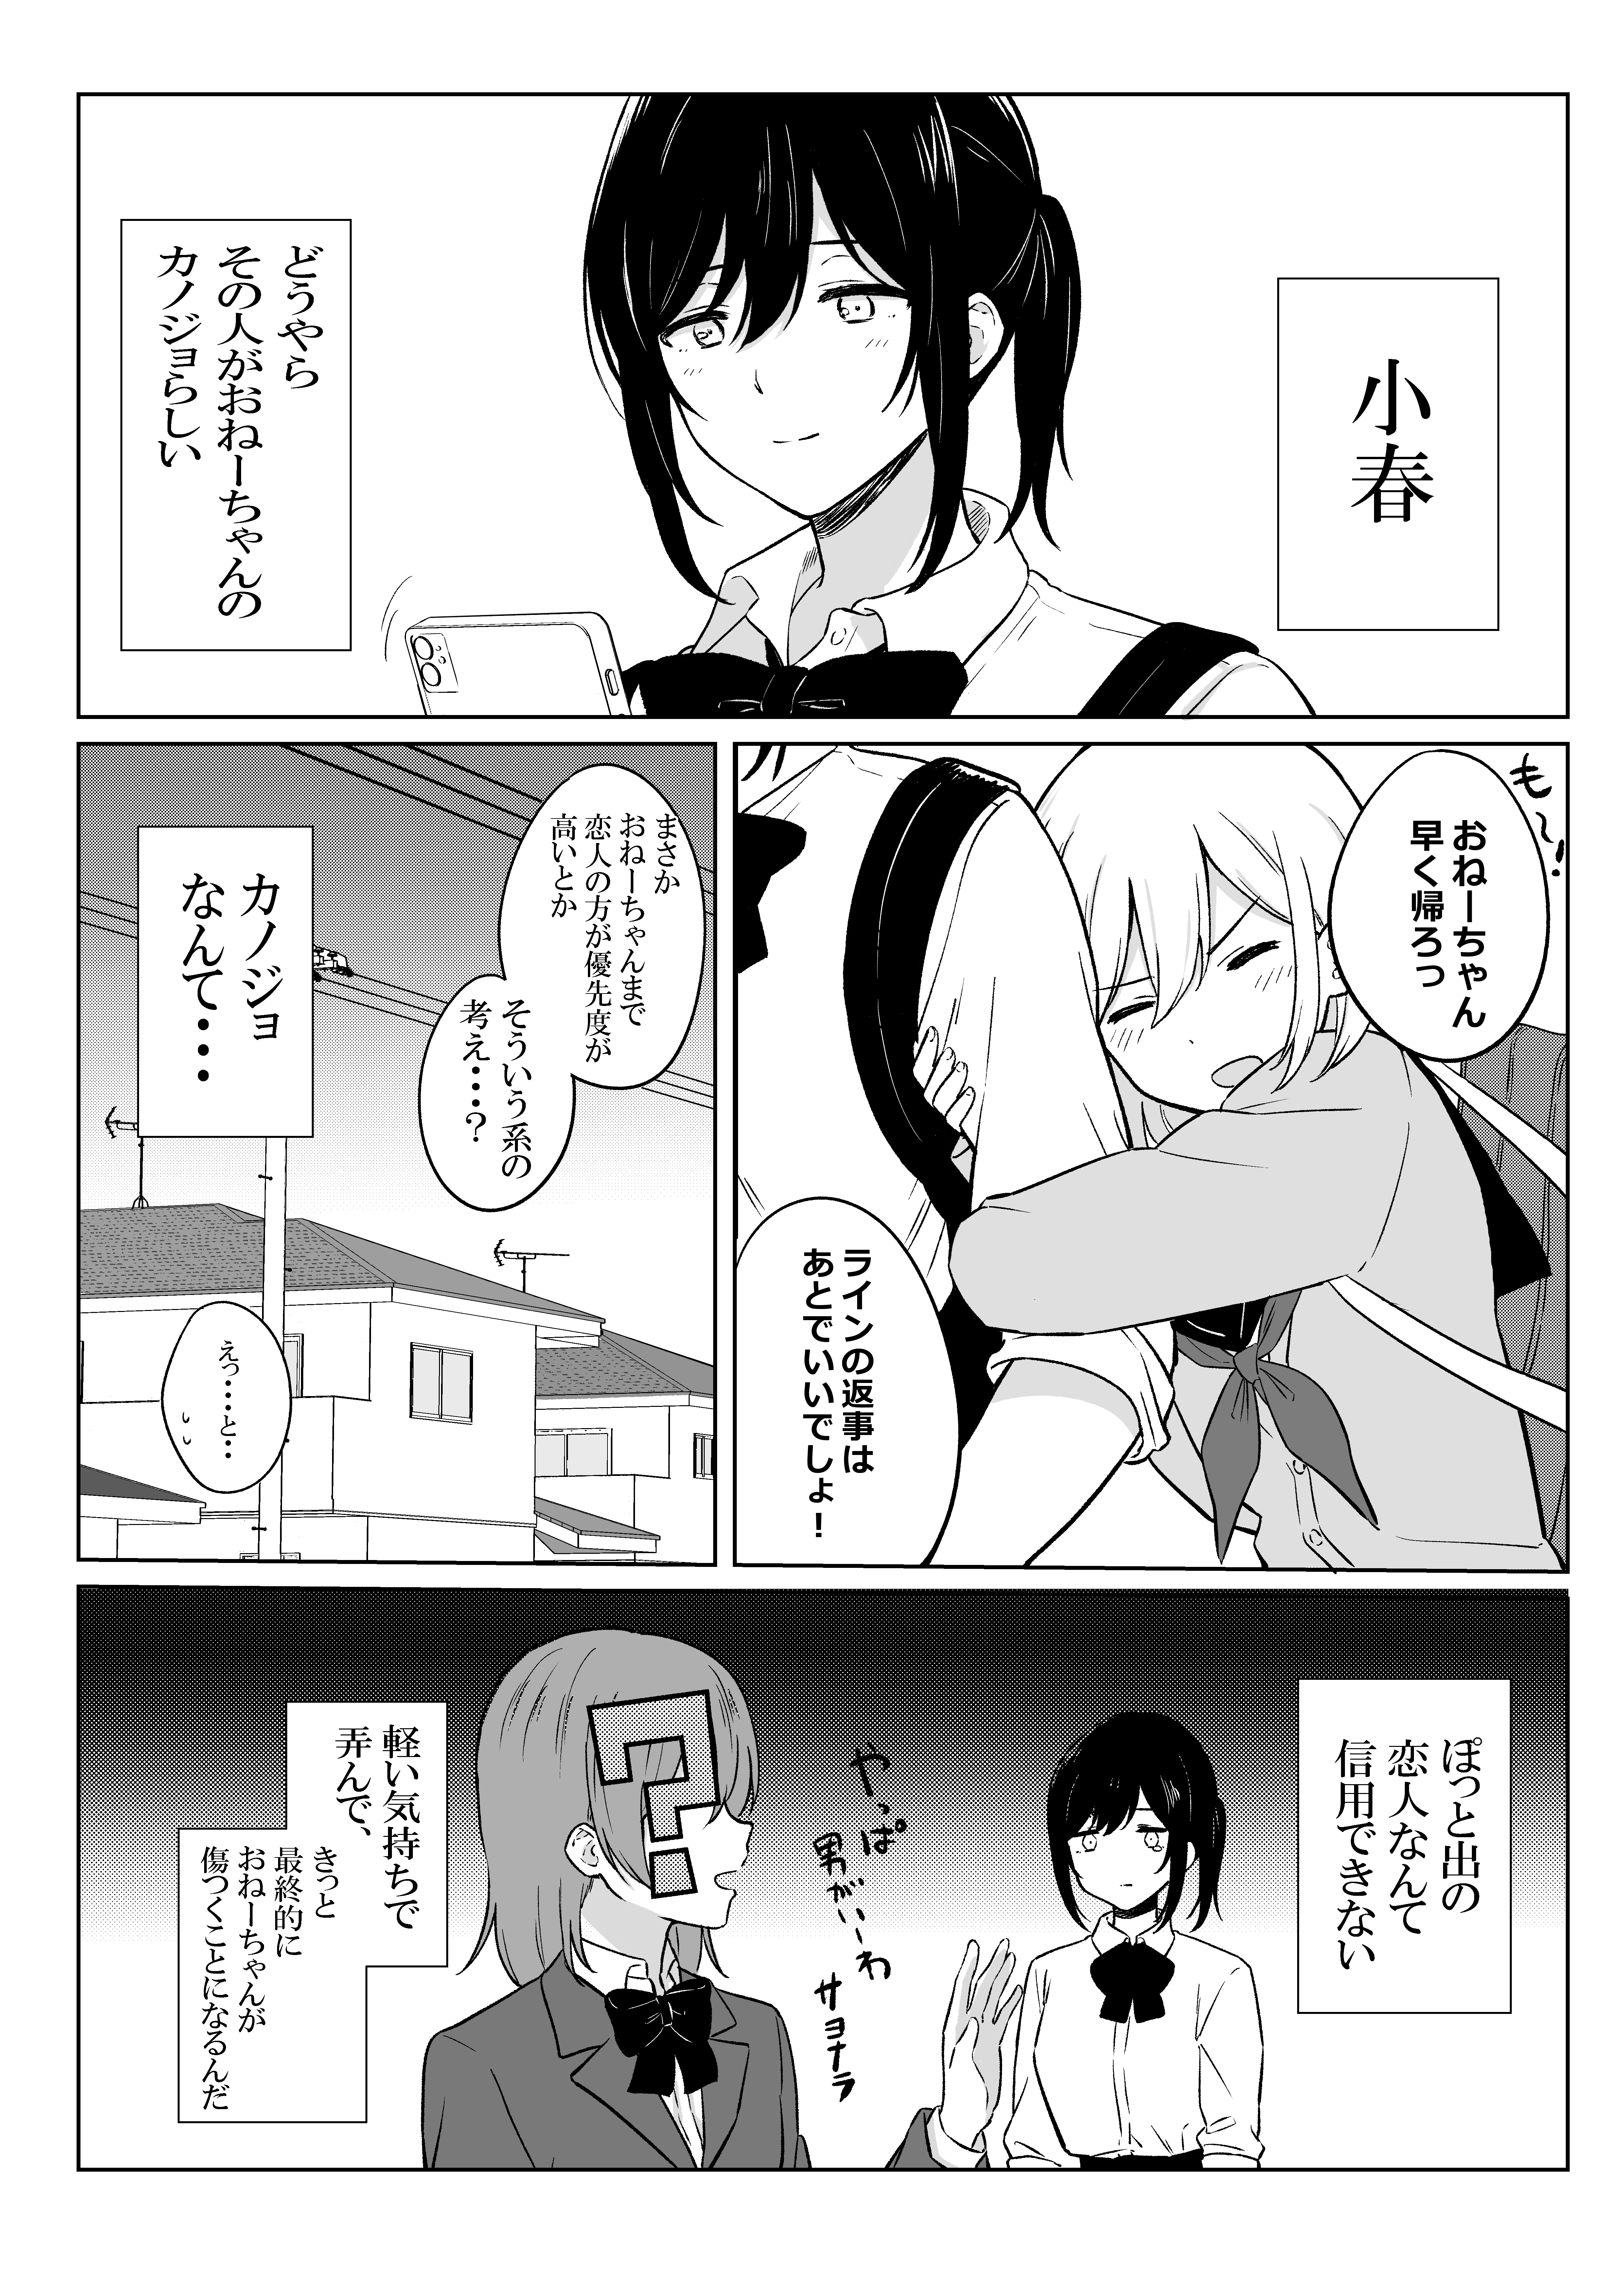 小春
どうやら
その人がおねーちゃんの
カノジョらしい
も〜!
おねーちゃん
早く帰ろっ
ラインの返事は
あとでいいでしょ！
まさか
おねーちゃんまで
恋人の方が優先度が
高いとか
そういう系の
考え・・・・？
カノジョ
なんて・・・
えっ・・・と・・
ぽっと出の
恋人なんて
信用できない
やっぱ
男がいーわ
サヨナラ
軽い気持ちで
弄んで、
きっと
最終的に
おねーちゃんが
傷つくことになるんだ